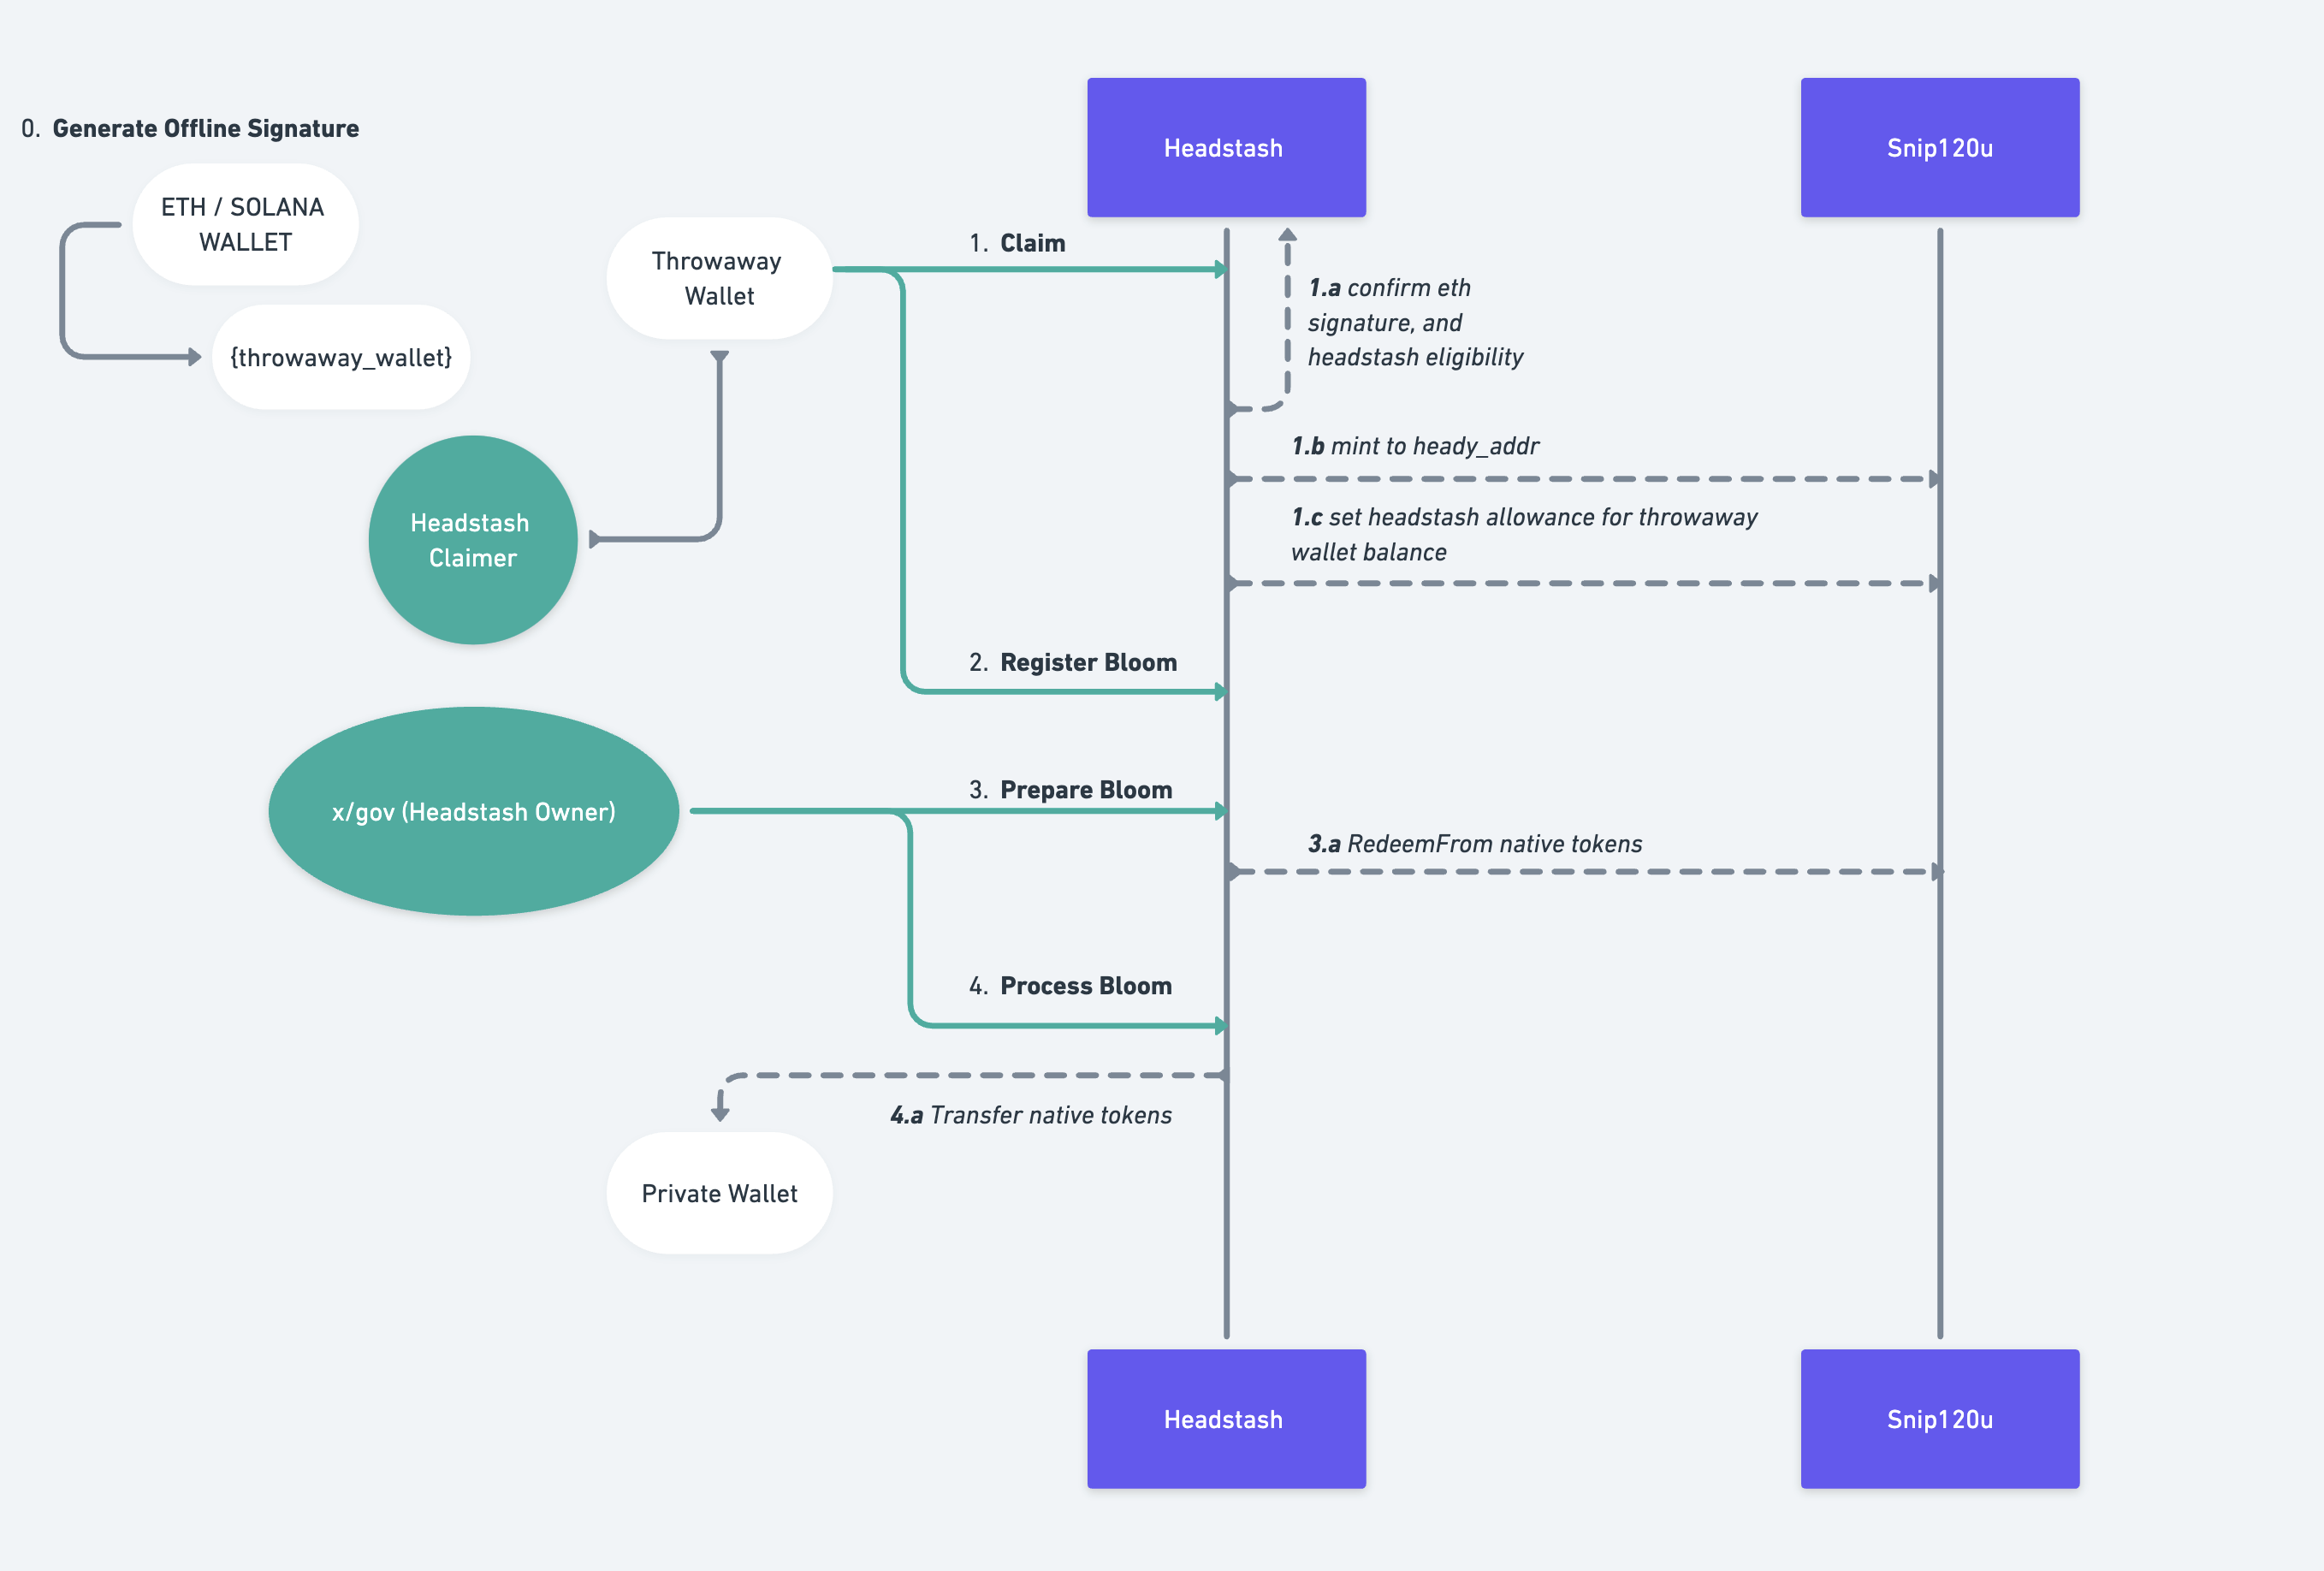 Headstash
Snip120u
0. Generate Offline Signature
ETH / SOLANA
WALLET
{throwaway_wallet}
Throwaway
Wallet
1. Claim
1.a confirm eth
signature, and
headstash eligibility
1.b mint to heady_addr
Headstash
Claimer
1.c set headstash allowance for throwaway
wallet balance
2. Register Bloom
x/gov (Headstash Owner)
3. Prepare Bloom
3.a RedeemFrom native tokens
4. Process Bloom
4.a Transfer native tokens
Private Wallet
Headstash
Snip120u